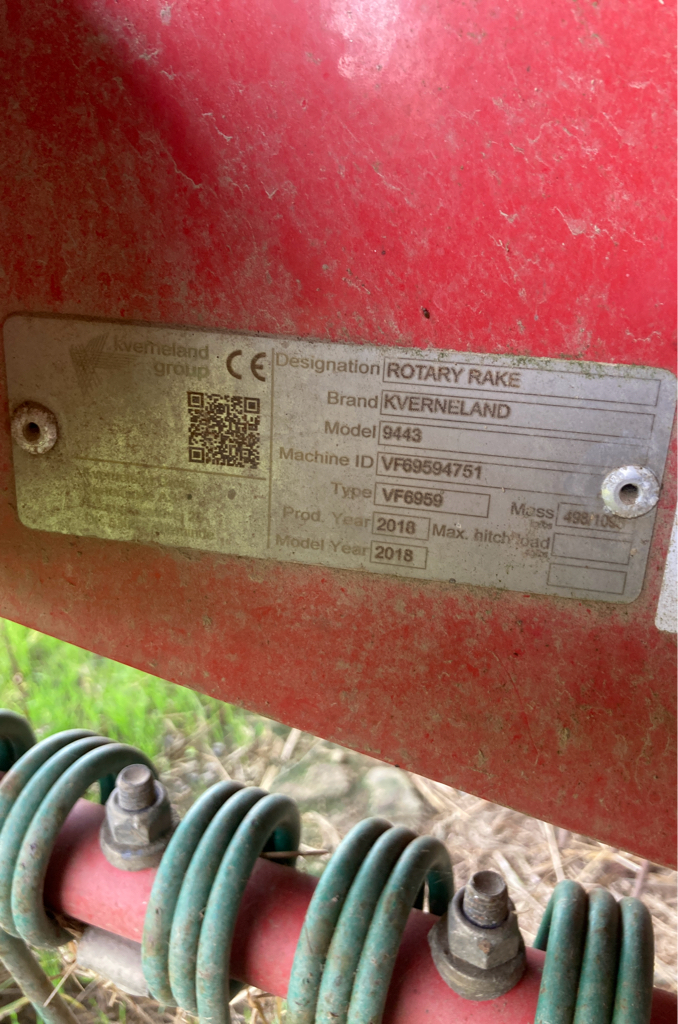 kverneland
group
CE
Designation ROTARY RAKE
Brand KVERNELAND
Model 9443
Machine ID VF69594751
Type VF6959
Mass
Prod. Year 2018 Max. hitch load
Model Year 2018